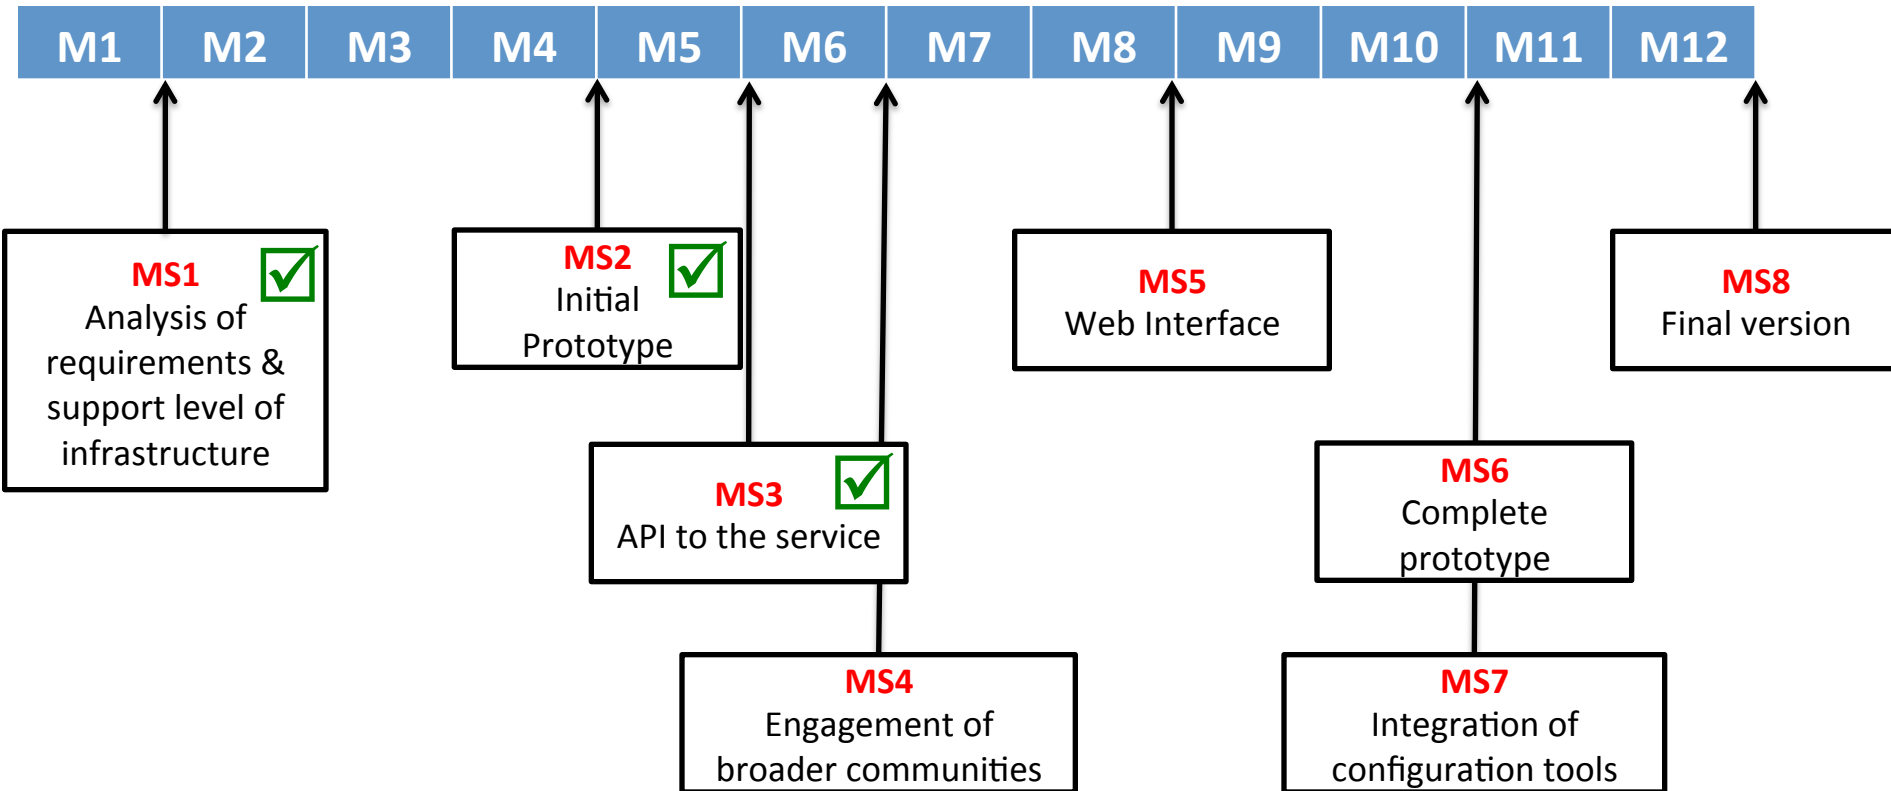 M1 M2 M3 M4 M5 M6 M7 M8 M9 M10 M11 M12
MS1
Analysis of
requirements &
support level of
infrastructure
MS2
Initial
Prototype
MS3
API to the service
MS4
Engagement of
broader communities
MS5
Web Interface
MS6
Complete
prototype
MS7
Integration of
configuration tools
MS8
Final version